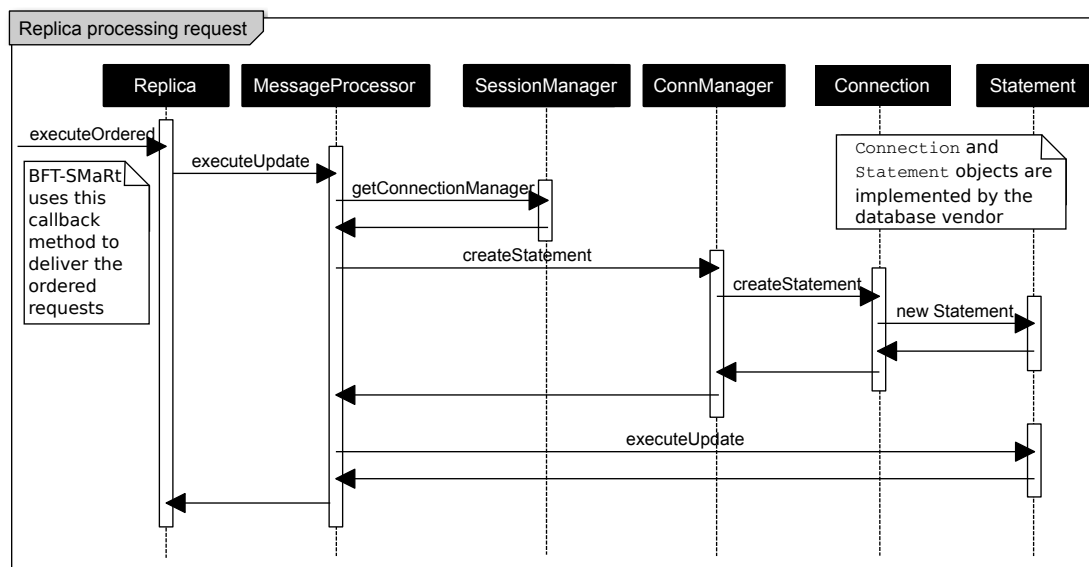 Replica processing request
Replica
MessageProcessor
SessionManager
ConnManager
Connection
Statement
executeOrdered
BFT-SMaRt
uses this
callback
method to
deliver the
ordered
requests
executeUpdate
getConnectionManager
Connection and
Statement objects are
implemented by the
database vendor
createStatement
createStatement
new Statement
executeUpdate